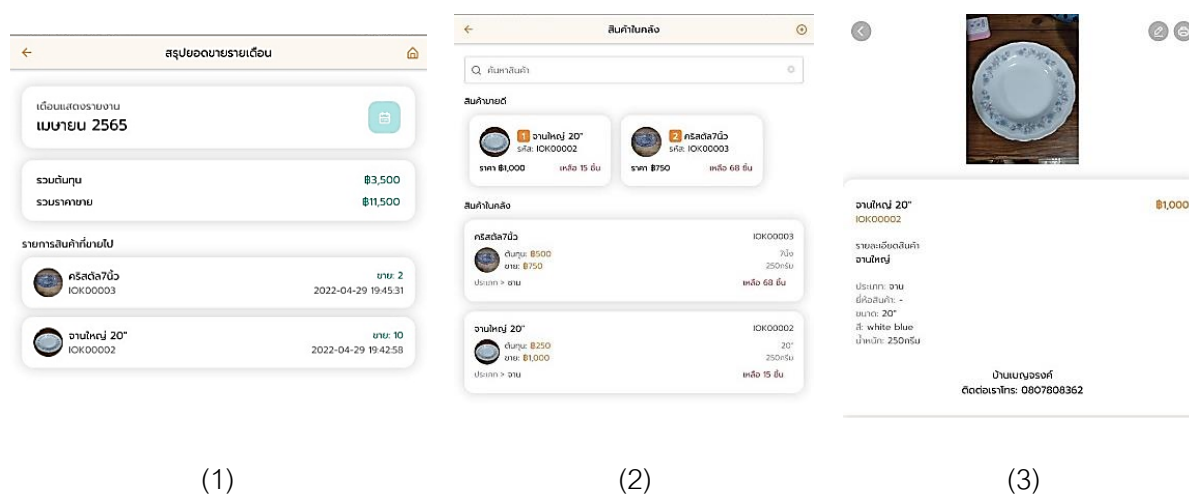 สรุปยอดขายรายเดือน
เดือนแสดงรายงาน
เมษายน 2565
รวมต้นทุน ฿3,500
รวมราคาขาย ฿11,500
รายการสินค้าที่ขายไป
คริสตัล7นิ้ว ขาย: 2
IOK00003 2022-04-29 19:45:31
จานใหญ่ 20" ขาย: 10
IOK00002 2022-04-29 19:42:58
(1)
สินค้าในคลัง
ค้นหาสินค้า
สินค้าขายดี
1 จานใหญ่ 20"
รหัส: IOK00002
ราคา ฿1,000 เหลือ 15 ชิ้น
2 คริสตัล7นิ้ว
รหัส: IOK00003
ราคา ฿750 เหลือ 68 ชิ้น
สินค้าในคลัง
คริสตัล7นิ้ว IOK00003
ต้นทุน: ฿500 7นิ้ว
ขาย: ฿750 250กรัม
ประเภท > ชาม เหลือ 68 ชิ้น
จานใหญ่ 20" IOK00002
ต้นทุน: ฿250 20"
ขาย: ฿1,000 250กรัม
ประเภท > จาน เหลือ 15 ชิ้น
(2)
จานใหญ่ 20" ฿1,000
IOK00002
รายละเอียดสินค้า
จานใหญ่
ประเภท: จาน
ยี่ห้อสินค้า: -
ขนาด: 20"
สี: white blue
น้ำหนัก: 250กรัม
บ้านเบญจรงค์
ติดต่อเราโทร: 0807808362
(3)